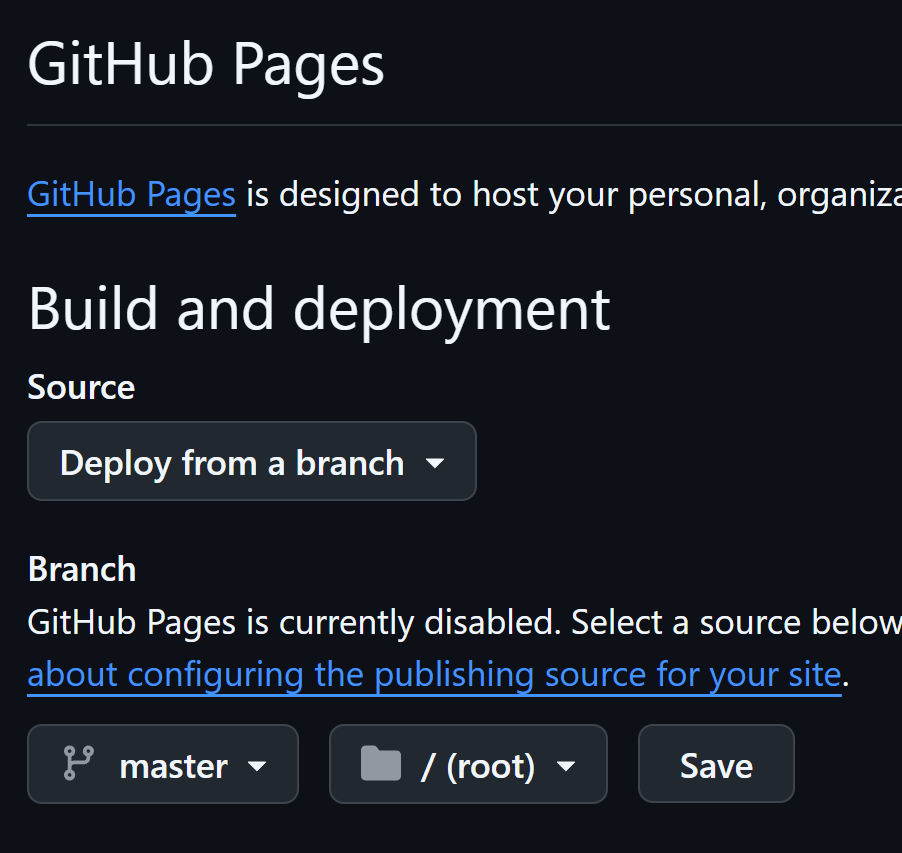 GitHub Pages
GitHub Pages is designed to host your personal,
Build and deployment
Source
Deploy from a branch
Branch
GitHub Pages is currently disabled. Select a source below
about configuring the publishing source for your site.
master / (root) Save